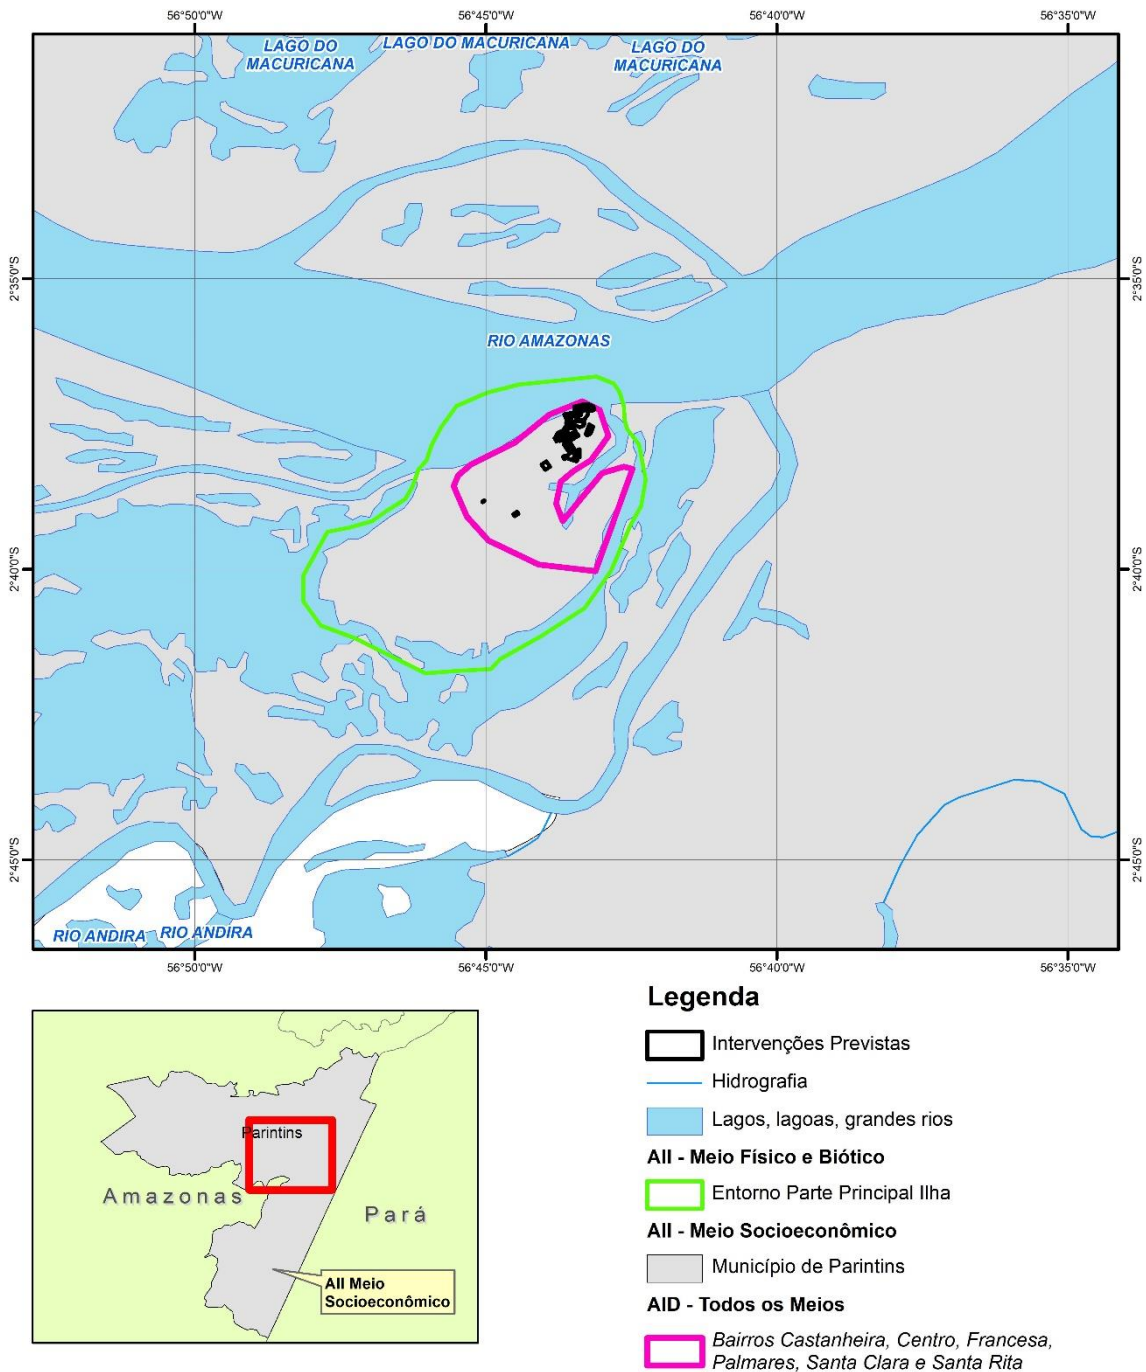 56°50'0"W
56°45'0"W
56°40'0"W
56°35'0"W
LAGO DO
MACURICANA
LAGO DO MACURICANA
LAGO DO
MACURICANA
2°35'0"S
2°35'0"S
RIO AMAZONAS
2°40'0"S
2°40'0"S
2°45'0"S
2°45'0"S
RIO ANDIRA
RIO ANDIRA
56°50'0"W
56°45'0"W
56°40'0"W
56°35'0"W
Parintins
Amazonas
Pará
AII Meio
Socioeconômico
Legenda
Intervenções Previstas
Hidrografia
Lagos, lagoas, grandes rios
AII - Meio Físico e Biótico
Entorno Parte Principal Ilha
AII - Meio Socioeconômico
Município de Parintins
AID - Todos os Meios
Bairros Castanheira, Centro, Francesa,
Palmares, Santa Clara e Santa Rita